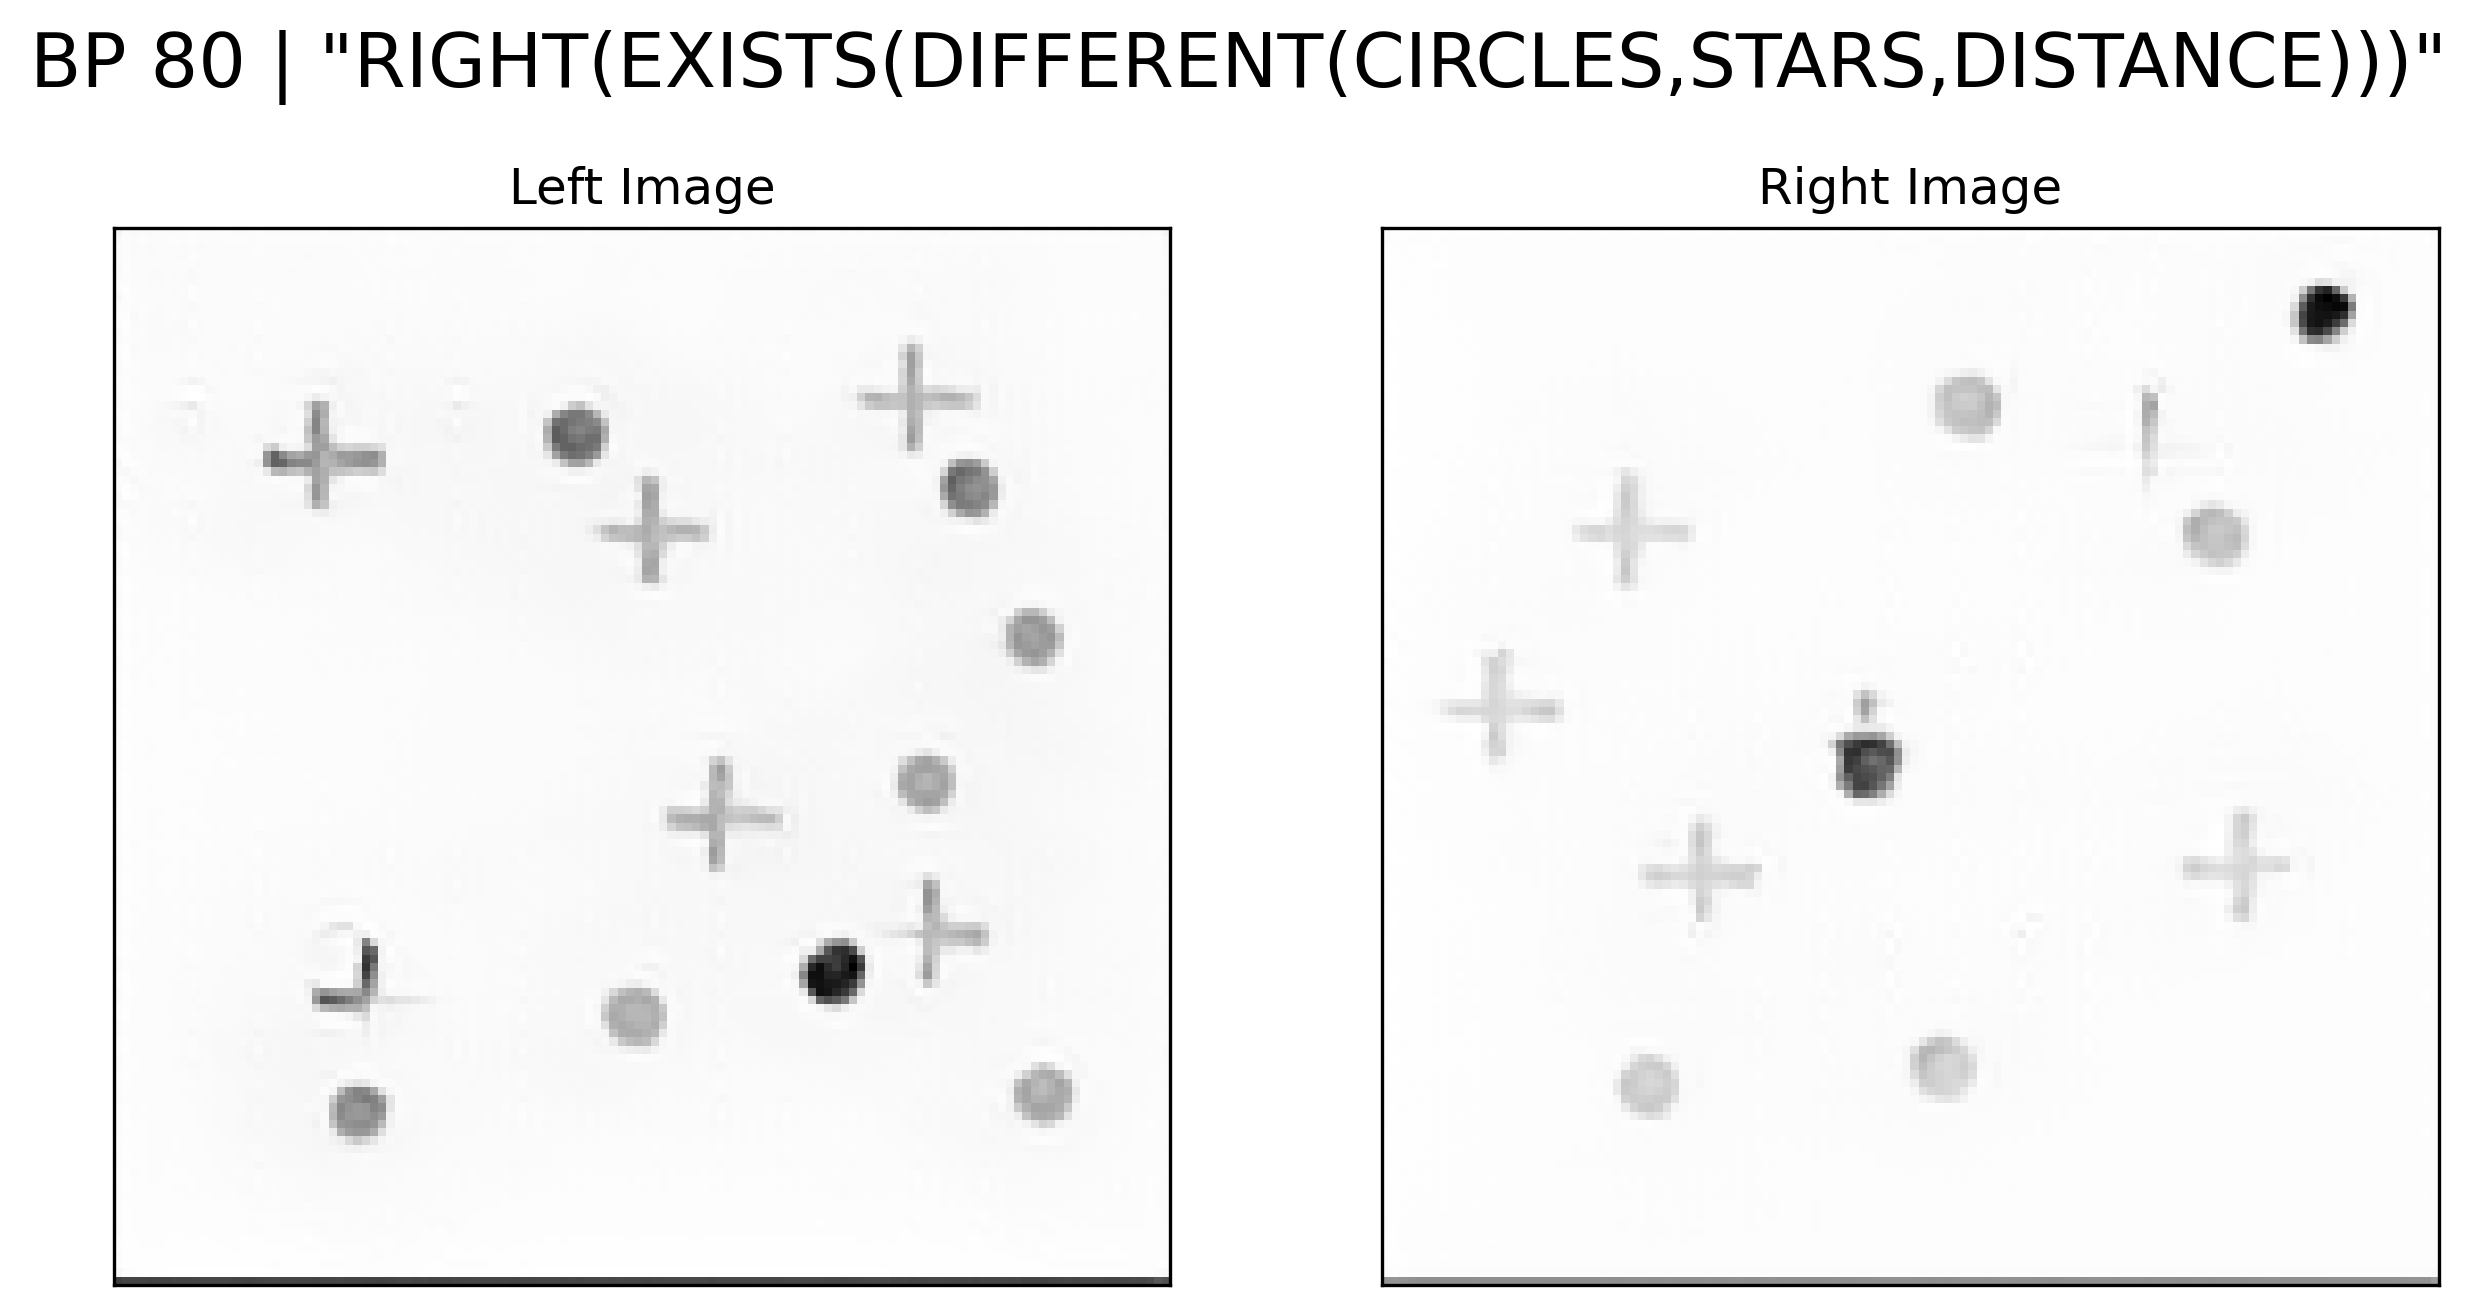 BP 80 | "RIGHT(EXISTS(DIFFERENT(CIRCLES,STARS,DISTANCE)))"
Left Image
Right Image